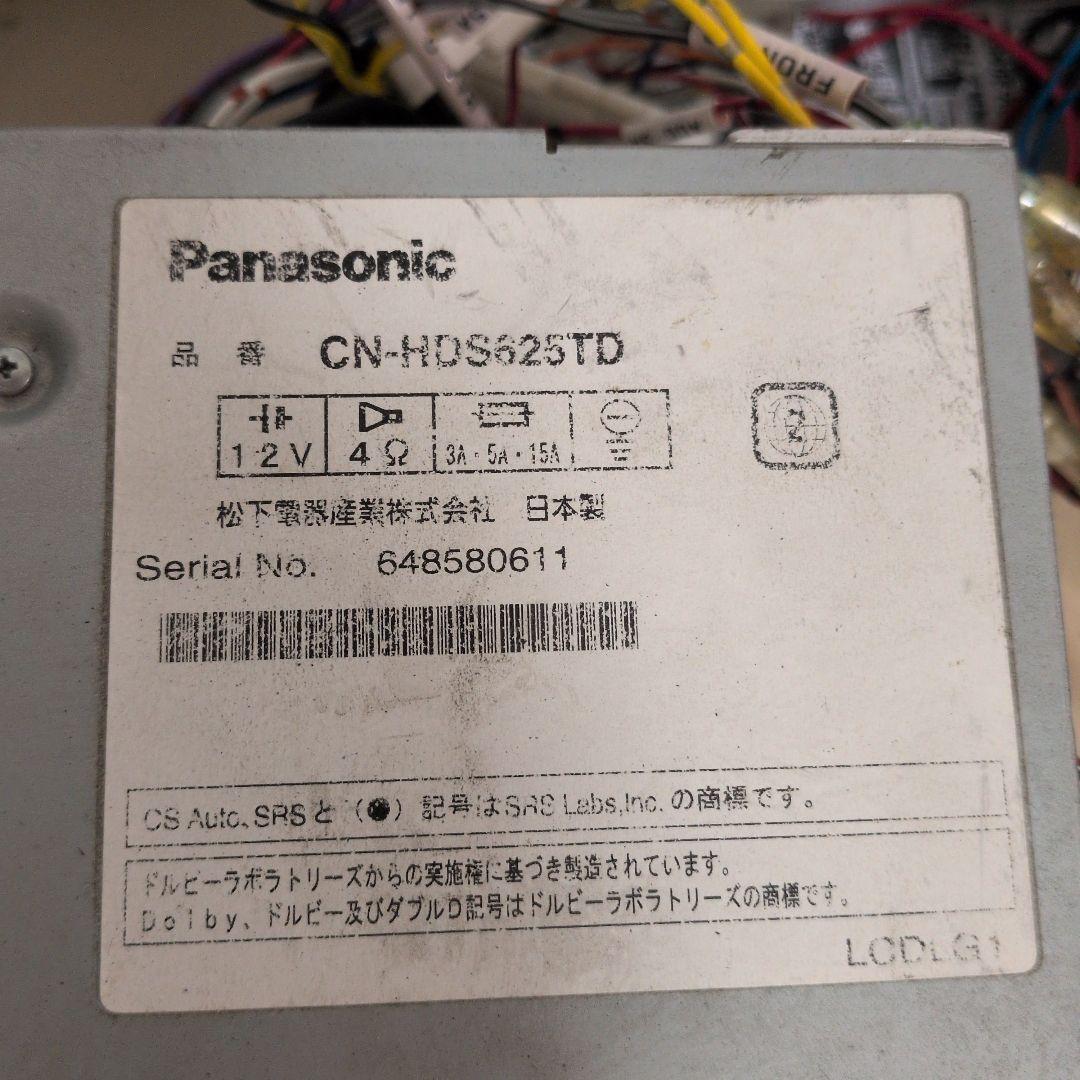 FRON
Panasonic
品 番 CN-HDS625TD
12V 4Ω 3A・5A・15A
2
松下電器産業株式会社 日本製
Serial No. 648580611
CS Auto、SRSと(●)記号はSRS Labs,Inc.の商標です。
ドルビーラボラトリーズからの実施権に基づき製造されています。
Dolby、ドルビー及びダブルD記号はドルビーラボラトリーズの商標です。